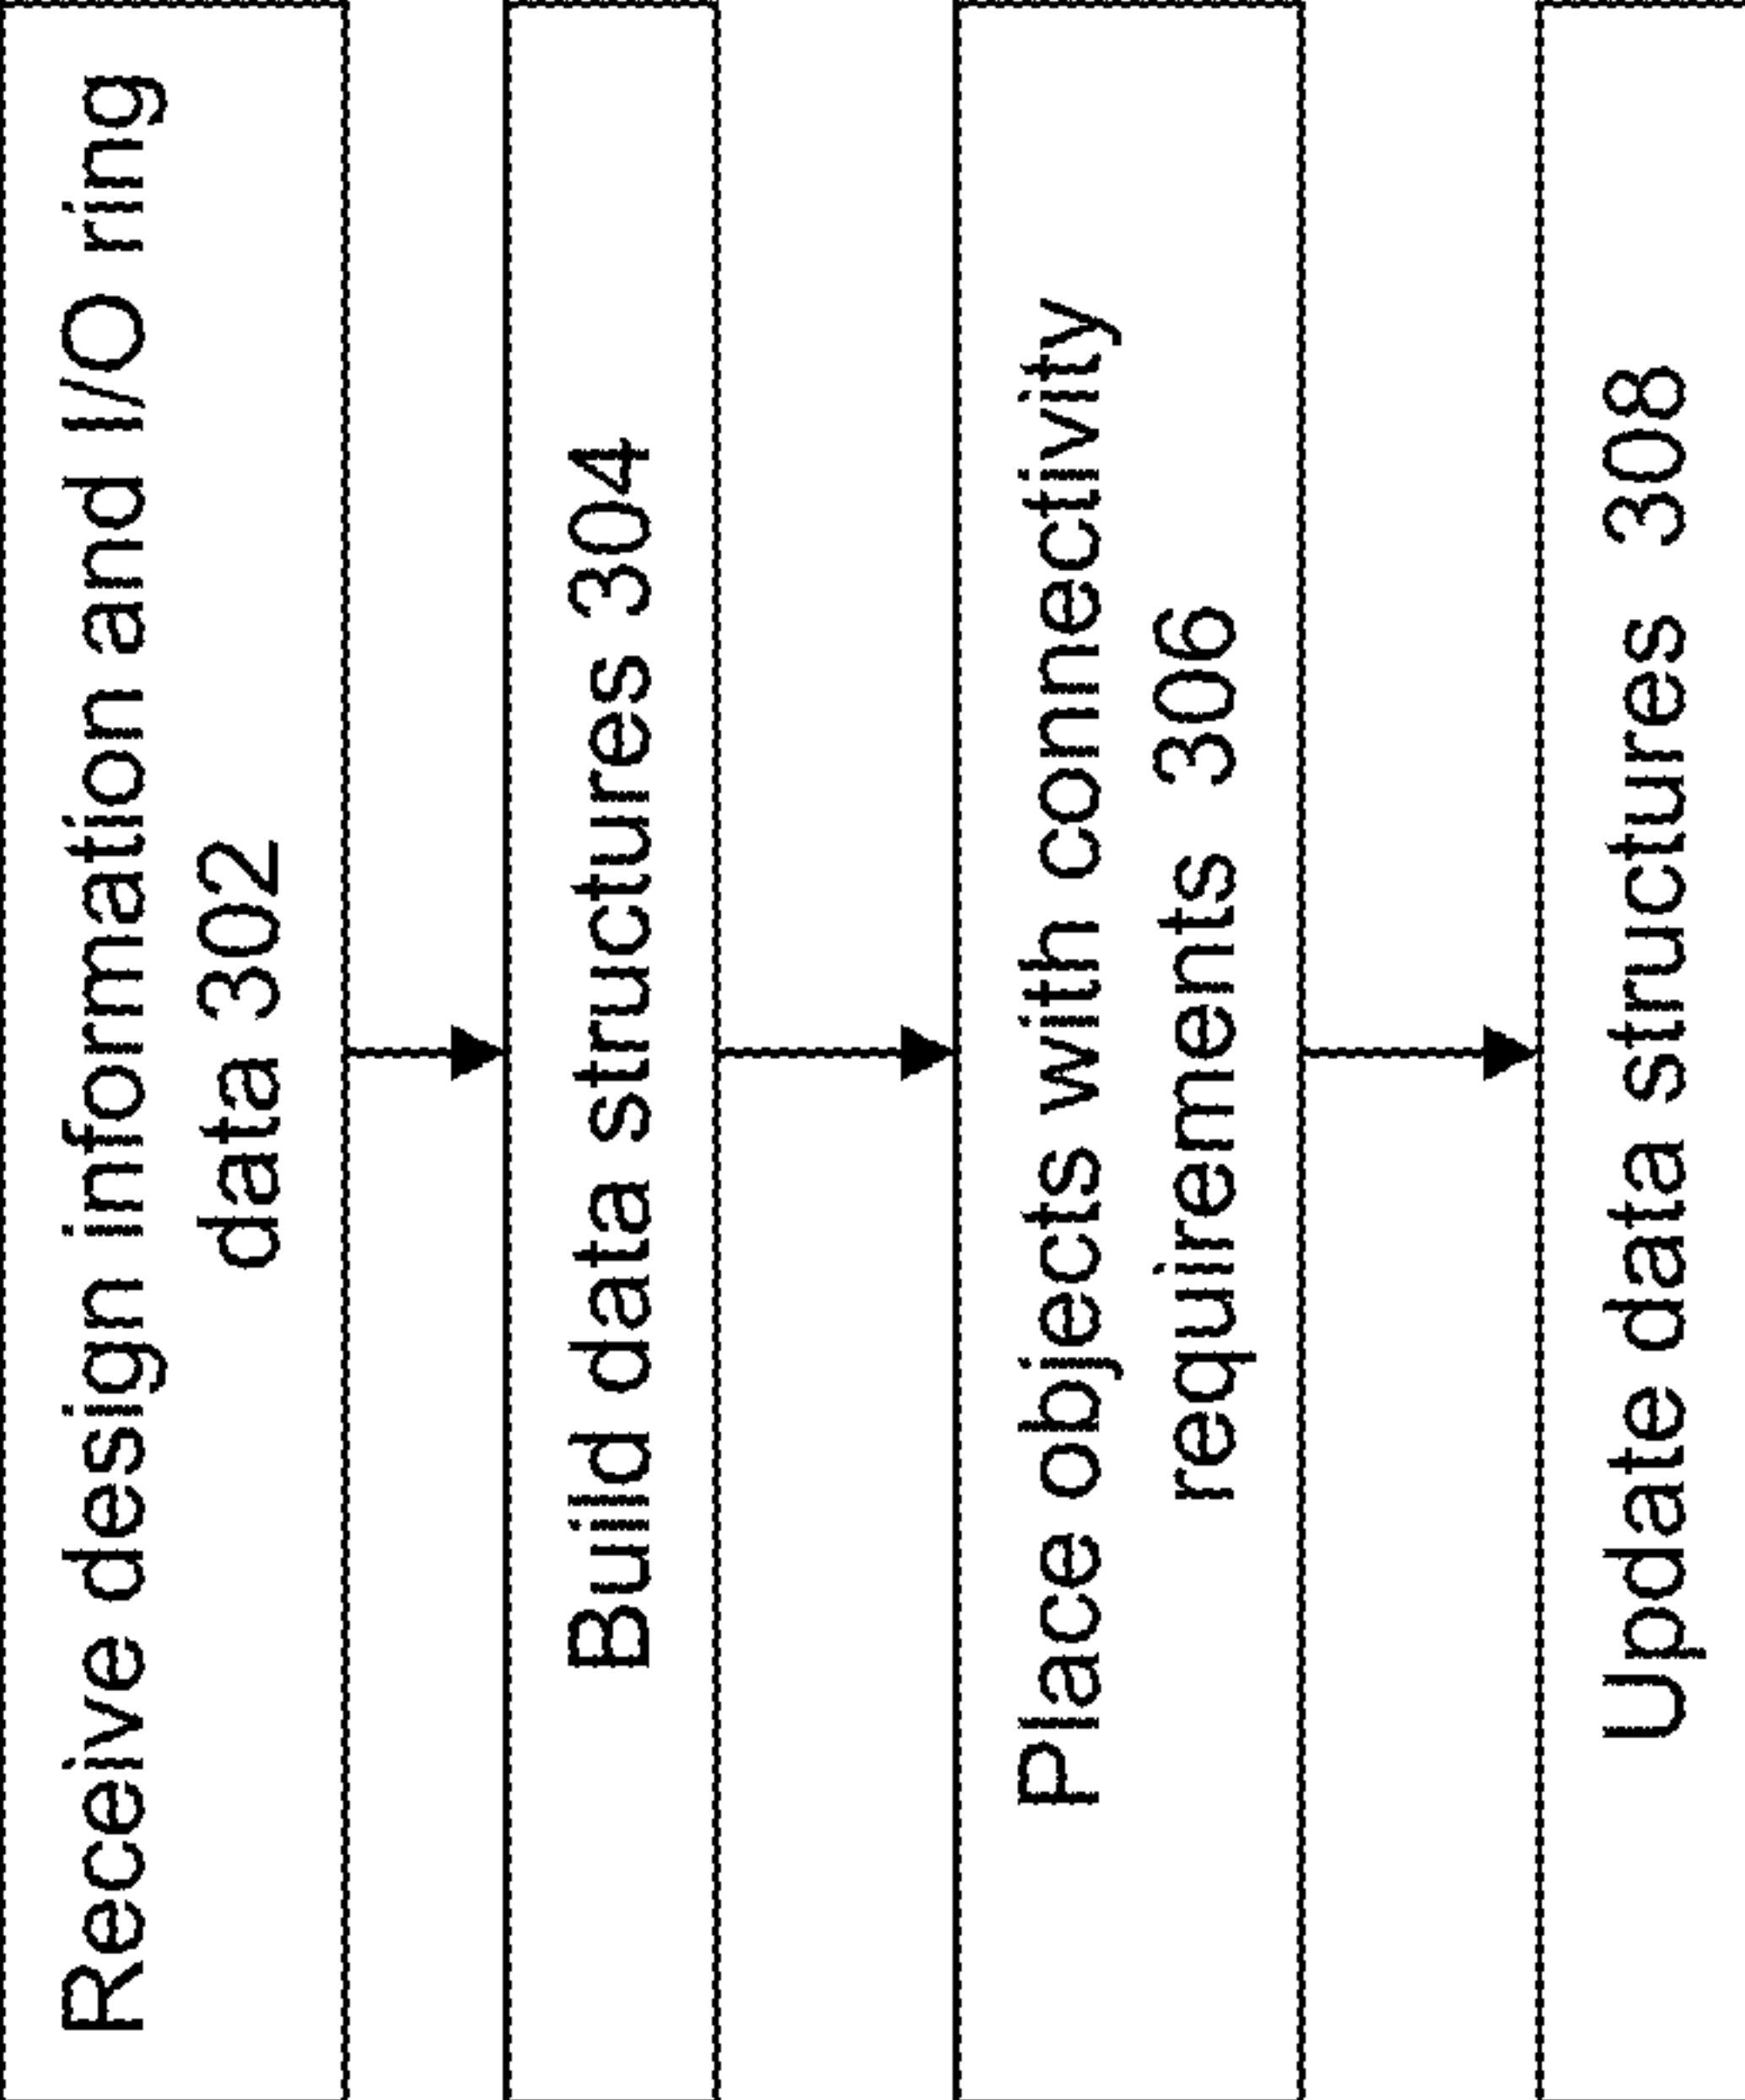 Receive design information and I/O ring
data 302
Build data structures 304
Place objects with connectivity
requirements 306
Update data structures 308